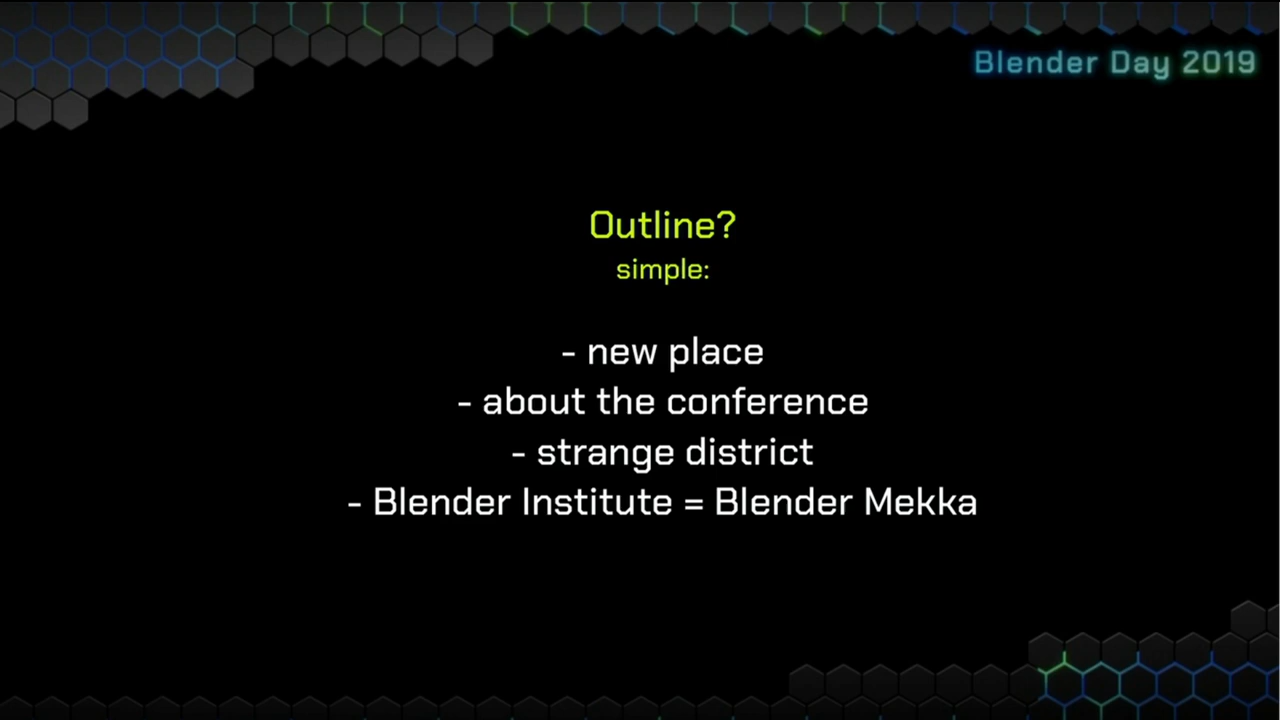 Blender Day 2019
Outline?
simple:
- new place
- about the conference
- strange district
- Blender Institute = Blender Mekka